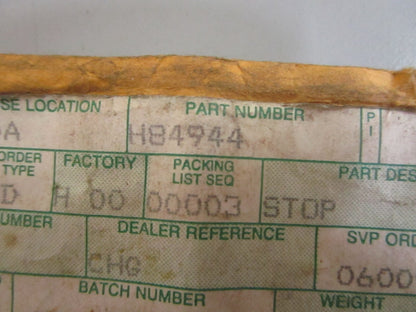 SE LOCATION PART NUMBER P
A H84944 I
ORDER FACTORY PACKING PART DES
TYPE LIST SEQ
D H 00 00003 STOP
NUMBER DEALER REFERENCE SVP ORD
CHG 0600
BATCH NUMBER WEIGHT